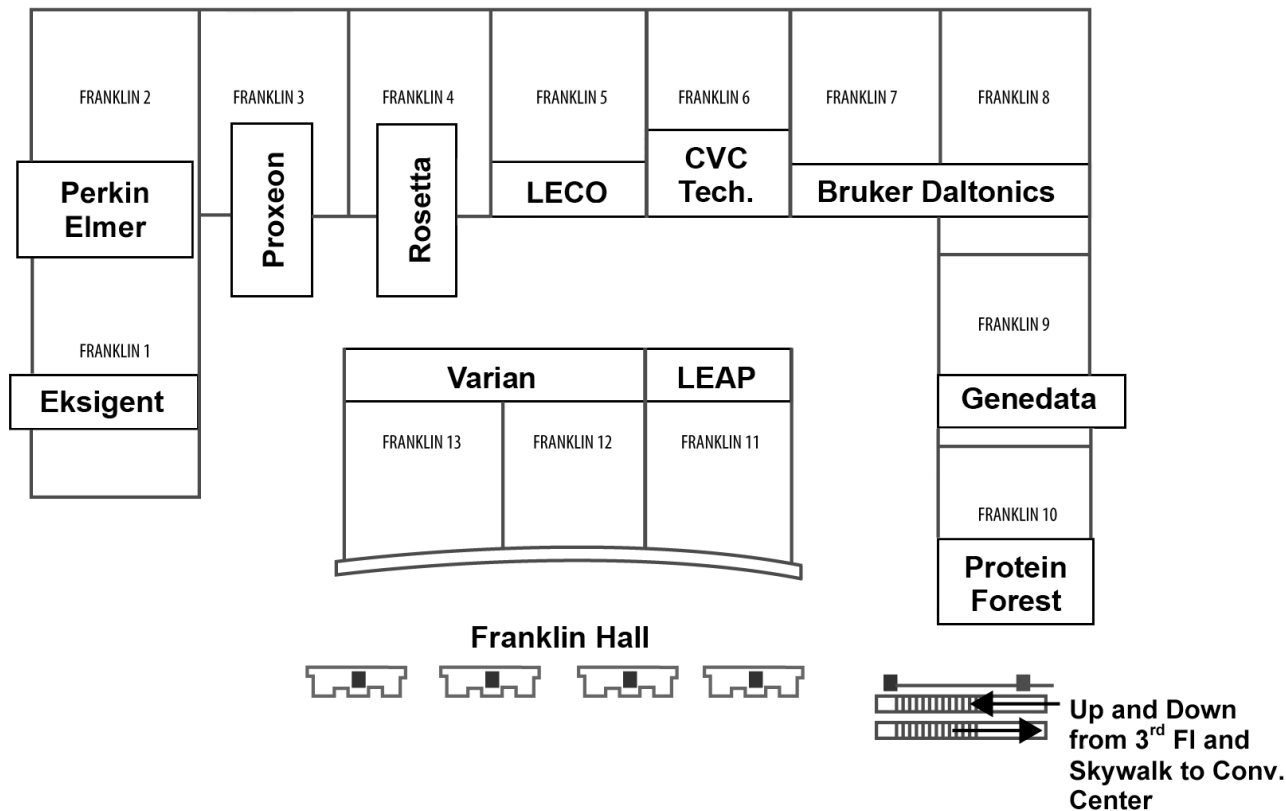 FRANKLIN 2
FRANKLIN 3
FRANKLIN 4
FRANKLIN 5
FRANKLIN 6
FRANKLIN 7
FRANKLIN 8
Perkin
Elmer
Proxeon
Rosetta
LECO
CVC
Tech.
Bruker Daltonics
FRANKLIN 1
Eksigent
FRANKLIN 9
Genedata
Varian
LEAP
FRANKLIN 13
FRANKLIN 12
FRANKLIN 11
FRANKLIN 10
Protein
Forest
Franklin Hall
Up and Down
from 3rd Fl and
Skywalk to Conv.
Center